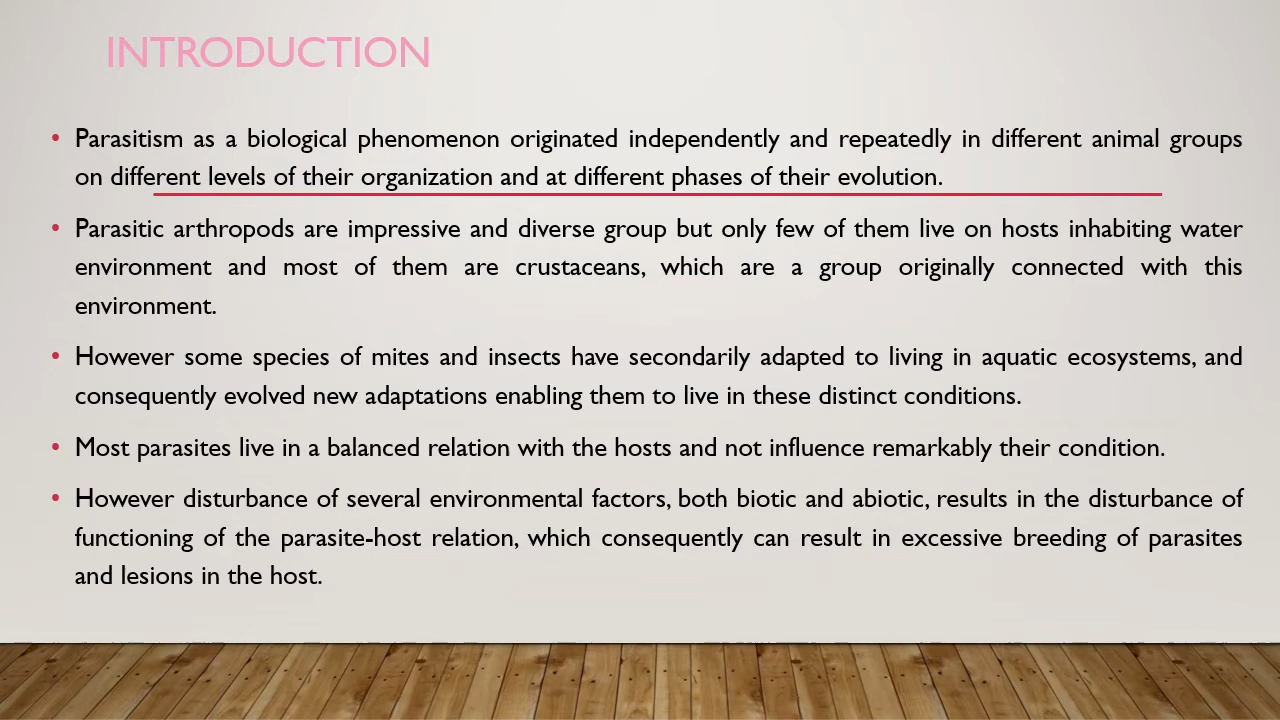 INTRODUCTION
• Parasitism as a biological phenomenon originated independently and repeatedly in different animal groups
on different levels of their organization and at different phases of their evolution.
• Parasitic arthropods are impressive and diverse group but only few of them live on hosts inhabiting water
environment and most of them are crustaceans, which are a group originally connected with this
environment.
• However some species of mites and insects have secondarily adapted to living in aquatic ecosystems, and
consequently evolved new adaptations enabling them to live in these distinct conditions.
• Most parasites live in a balanced relation with the hosts and not influence remarkably their condition.
• However disturbance of several environmental factors, both biotic and abiotic, results in the disturbance of
functioning of the parasite-host relation, which consequently can result in excessive breeding of parasites
and lesions in the host.